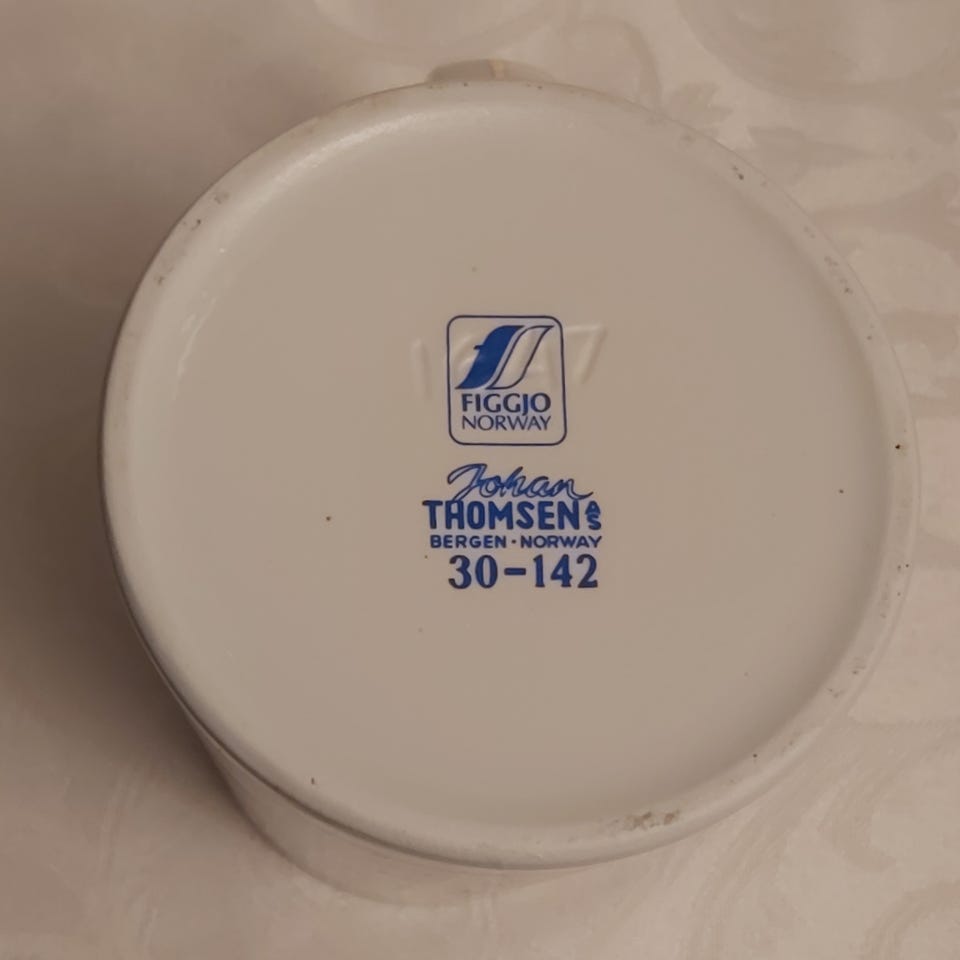 FIGGJO
NORWAY
Johan
THOMSEN A/S
BERGEN · NORWAY
30-142